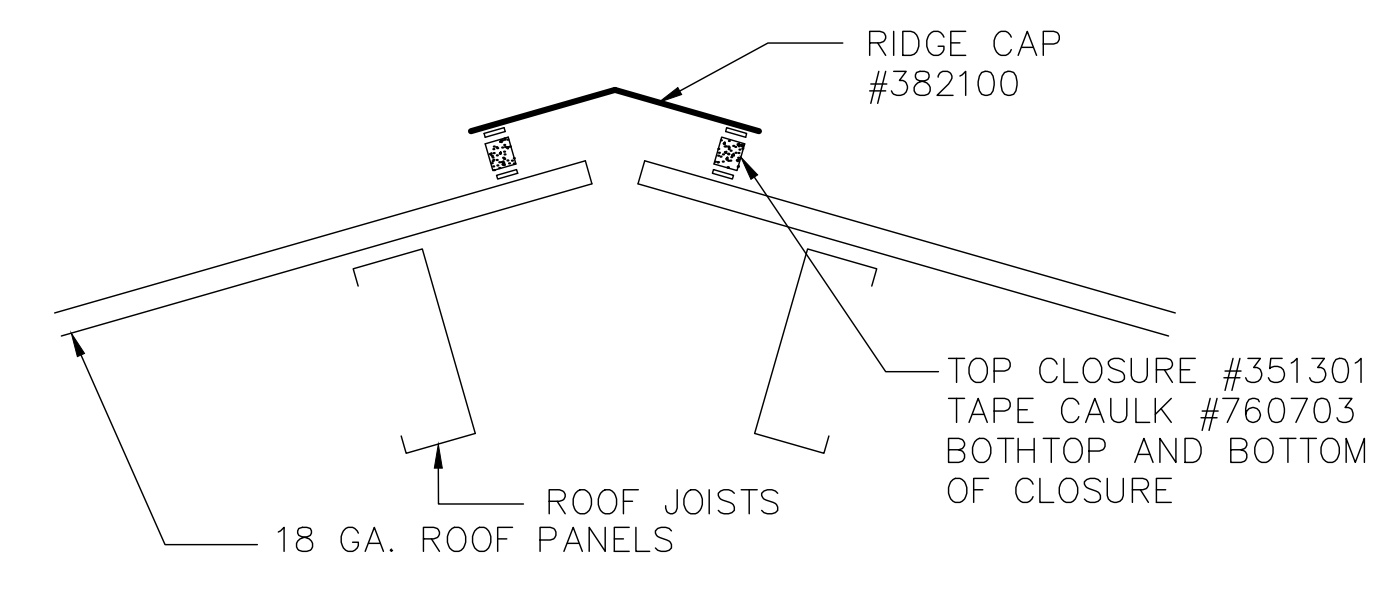 RIDGE CAP
#382100
TOP CLOSURE #351301
TAPE CAULK #760703
BOTHTOP AND BOTTOM
OF CLOSURE
ROOF JOISTS
18 GA. ROOF PANELS